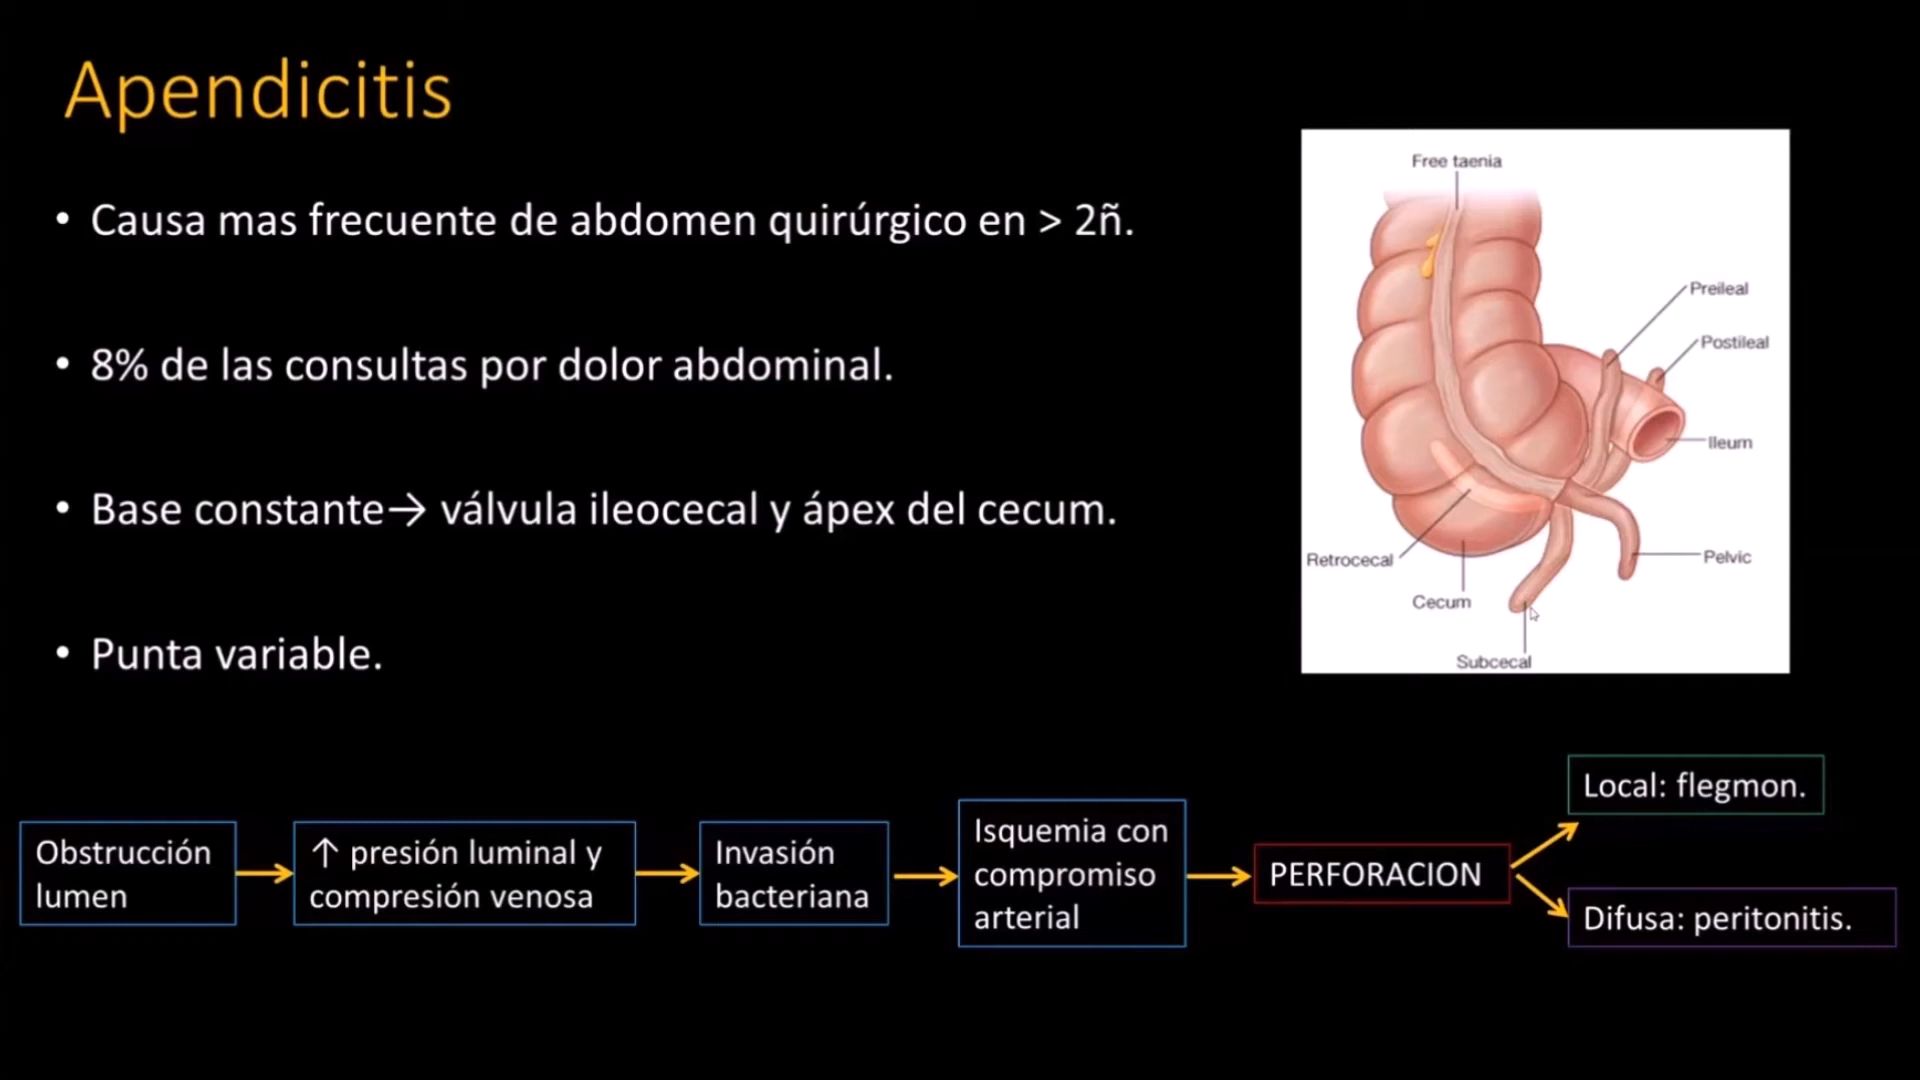 Apendicitis
• Causa mas frecuente de abdomen quirúrgico en > 2ñ.
• 8% de las consultas por dolor abdominal.
• Base constante→ válvula ileocecal y ápex del cecum.
• Punta variable.
Free taenia
Preileal
Postileal
Ileum
Retrocecal
Pelvic
Cecum
Subcecal
Obstrucción
lumen
↑ presión luminal y
compresión venosa
Invasión
bacteriana
Isquemia con
compromiso
arterial
PERFORACION
Local: flegmon.
Difusa: peritonitis.